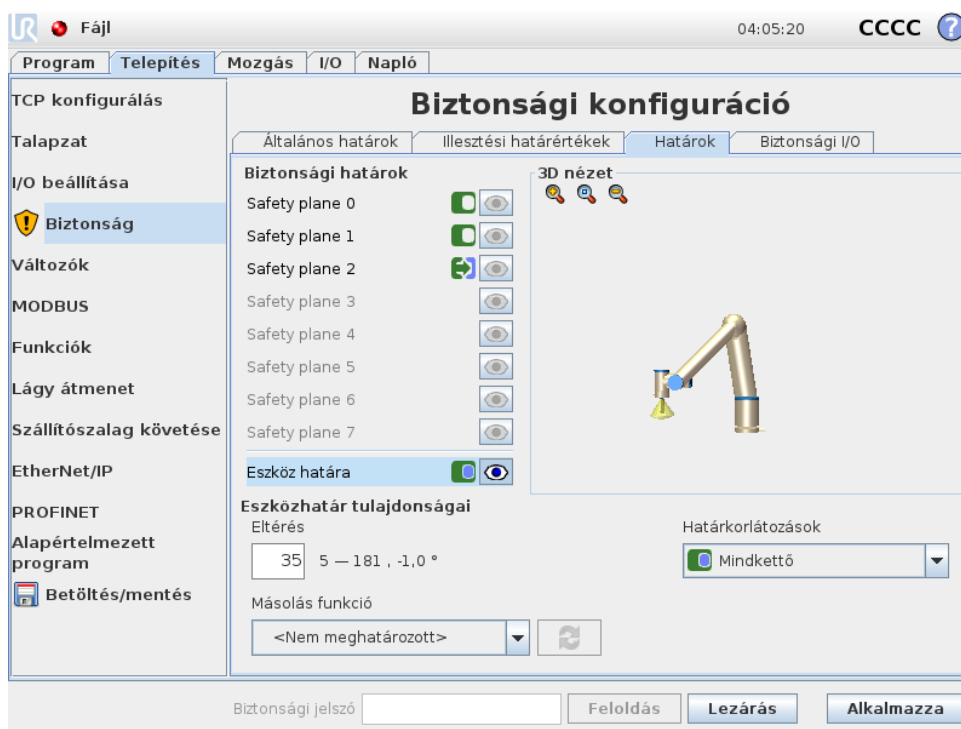 UR Fájl 04:05:20 CCCC ?
Program Telepítés Mozgás I/O Napló
TCP konfigurálás
Talapzat
I/O beállítása
Biztonság
Változók
MODBUS
Funkciók
Lágy átmenet
Szállítószalag követése
EtherNet/IP
PROFINET
Alapértelmezett
program
Betöltés/mentés
Biztonsági konfiguráció
Általános határok Illesztési határértékek Határok Biztonsági I/O
Biztonsági határok
Safety plane 0
Safety plane 1
Safety plane 2
Safety plane 3
Safety plane 4
Safety plane 5
Safety plane 6
Safety plane 7
Eszköz határa
3D nézet
Eszközhatár tulajdonságai
Eltérés
35 5 — 181 , -1,0 °
Határkorlátozások
Mindkettő
Másolás funkció
<Nem meghatározott>
Biztonsági jelszó Feloldás Lezárás Alkalmazza